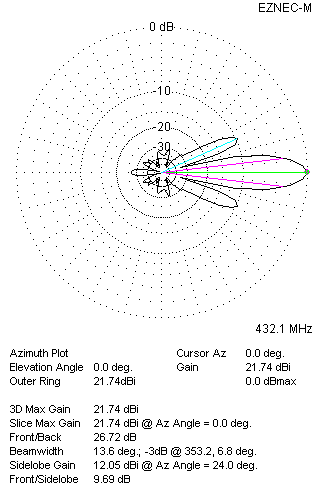 EZNEC-M
0 dB
-10
-20
-30
432.1 MHz
Azimuth Plot Cursor Az 0.0 deg.
Elevation Angle 0.0 deg. Gain 21.74 dBi
Outer Ring 21.74dBi 0.0 dBmax
3D Max Gain 21.74 dBi
Slice Max Gain 21.74 dBi @ Az Angle = 0.0 deg.
Front/Back 26.72 dB
Beamwidth 13.6 deg.; -3dB @ 353.2, 6.8 deg.
Sidelobe Gain 12.05 dBi @ Az Angle = 24.0 deg.
Front/Sidelobe 9.69 dB